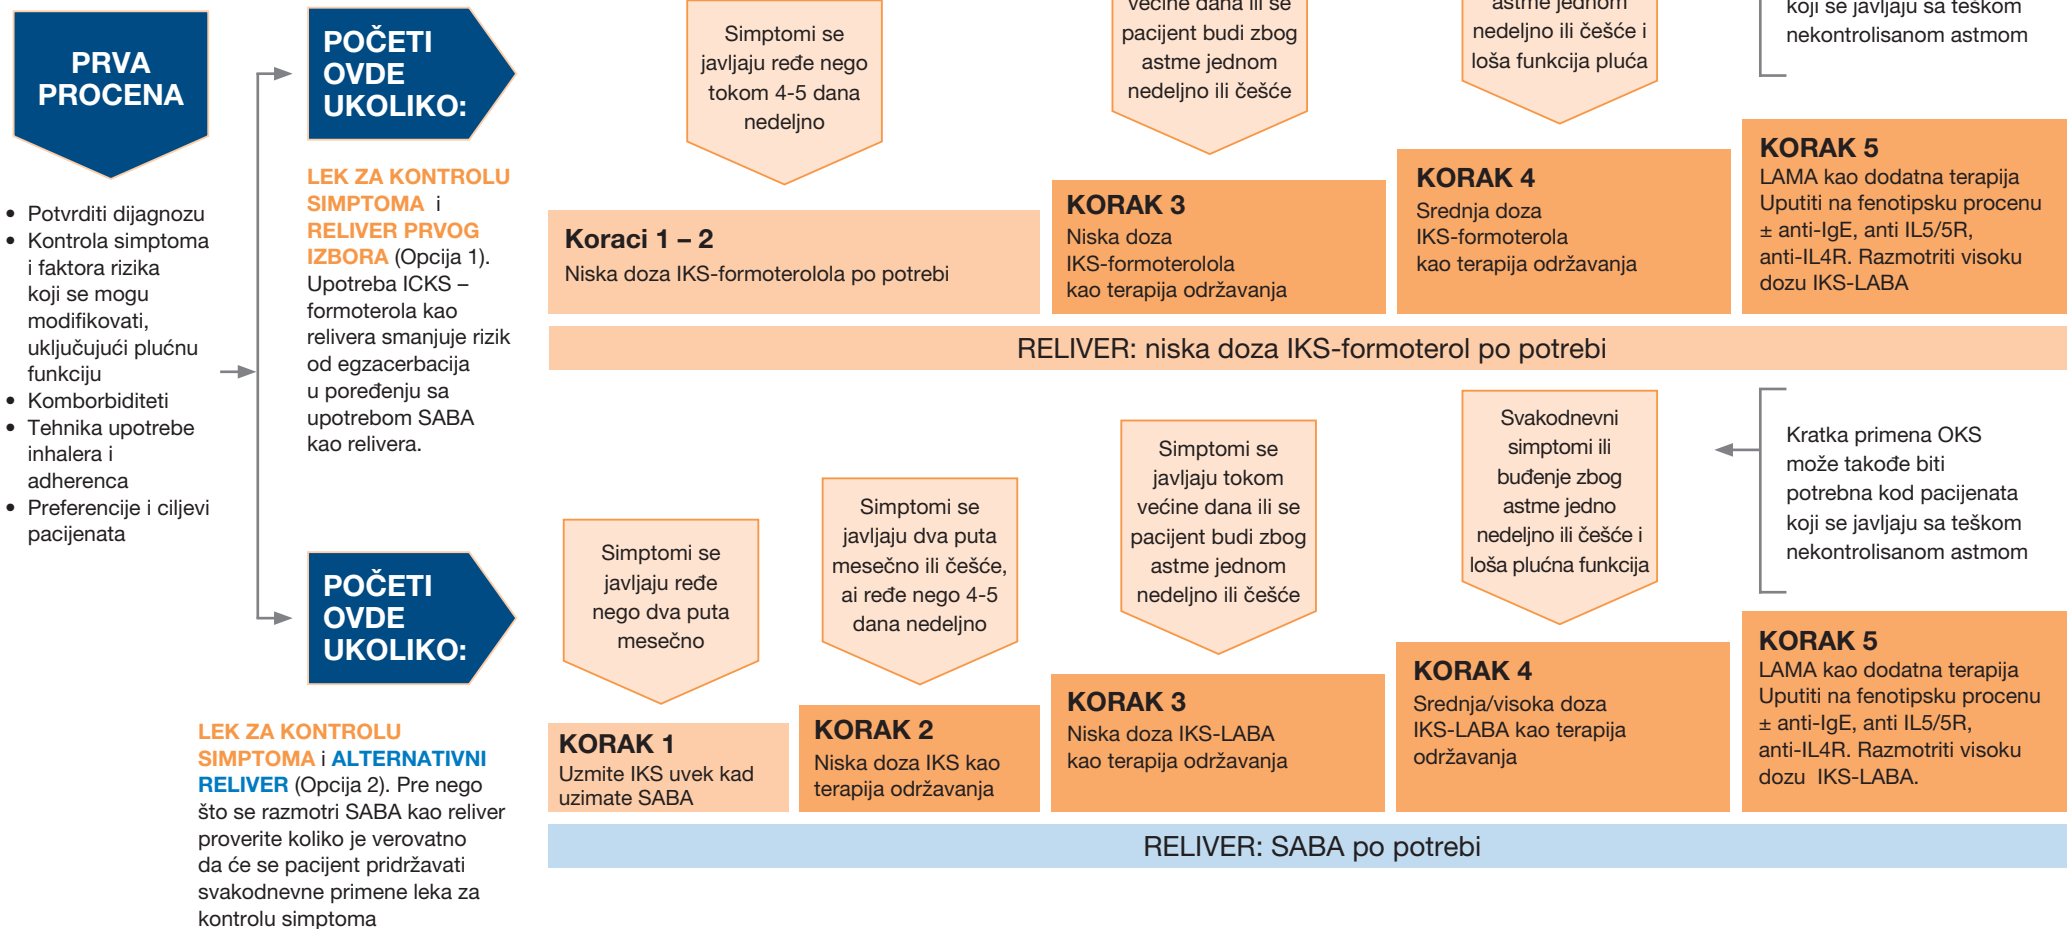 PRVA
PROCENA
• Potvrditi dijagnozu
• Kontrola simptoma
i faktora rizika
koji se mogu
modifikovati,
uključujući plućnu
funkciju
• Komborbiditeti
• Tehnika upotrebe
inhalera i
adherenca
• Preferencije i ciljevi
pacijenata
POČETI
OVDE
UKOLIKO:
LEK ZA KONTROLU
SIMPTOMA i
RELIVER PRVOG
IZBORA (Opcija 1).
Upotreba ICKS –
formoterola kao
relivera smanjuje rizik
od egzacerbacija
u poređenju sa
upotrebom SABA
kao relivera.
Simptomi se
javljaju ređe nego
tokom 4-5 dana
nedeljno
većine dana ili se
pacijent budi zbog
astme jednom
nedeljno ili češće
astme jednom
nedeljno ili češće i
loša funkcija pluća
koji se javljaju sa teškom
nekontrolisanom astmom
Koraci 1 – 2
Niska doza IKS-formoterolola po potrebi
KORAK 3
Niska doza
IKS-formoterolola
kao terapija održavanja
KORAK 4
Srednja doza
IKS-formoterola
kao terapija održavanja
KORAK 5
LAMA kao dodatna terapija
Uputiti na fenotipsku procenu
± anti-IgE, anti IL5/5R,
anti-IL4R. Razmotriti visoku
dozu IKS-LABA
RELIVER: niska doza IKS-formoterol po potrebi
POČETI
OVDE
UKOLIKO:
LEK ZA KONTROLU
SIMPTOMA i ALTERNATIVNI
RELIVER (Opcija 2). Pre nego
što se razmotri SABA kao reliver
proverite koliko je verovatno
da će se pacijent pridržavati
svakodnevne primene leka za
kontrolu simptoma
Simptomi se
javljaju ređe
nego dva puta
mesečno
Simptomi se
javljaju dva puta
mesečno ili češće,
ai ređe nego 4-5
dana nedeljno
Simptomi se
javljaju tokom
većine dana ili se
pacijent budi zbog
astme jednom
nedeljno ili češće
Svakodnevni
simptomi ili
buđenje zbog
astme jedno
nedeljno ili češće i
loša plućna funkcija
Kratka primena OKS
može takođe biti
potrebna kod pacijenata
koji se javljaju sa teškom
nekontrolisanom astmom
KORAK 1
Uzmite IKS uvek kad
uzimate SABA
KORAK 2
Niska doza IKS kao
terapija održavanja
KORAK 3
Niska doza IKS-LABA
kao terapija održavanja
KORAK 4
Srednja/visoka doza
IKS-LABA kao terapija
održavanja
KORAK 5
LAMA kao dodatna terapija
Uputiti na fenotipsku procenu
± anti-IgE, anti IL5/5R,
anti-IL4R. Razmotriti visoku
dozu IKS-LABA.
RELIVER: SABA po potrebi